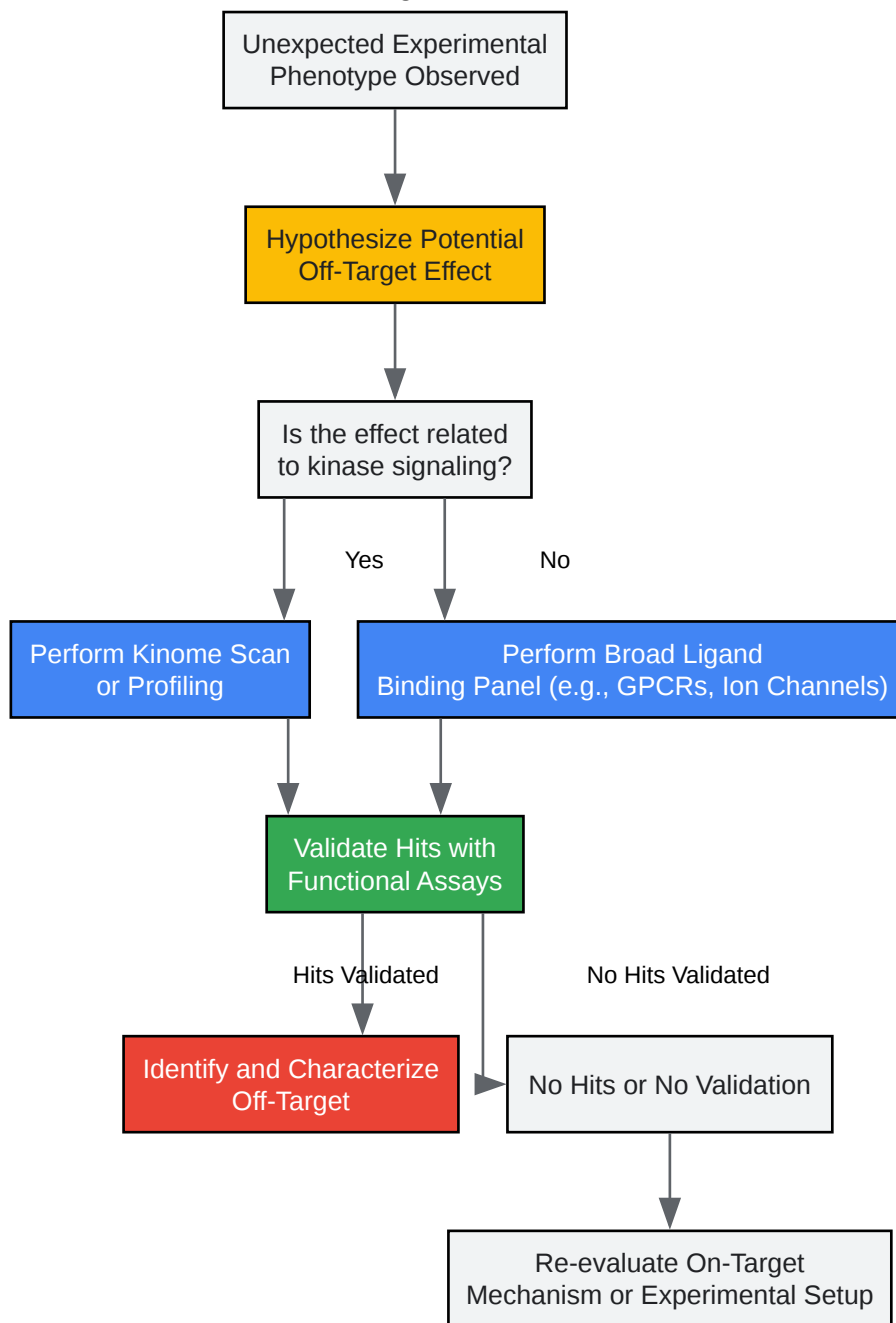 Unexpected Experimental
Phenotype Observed
Hypothesize Potential
Off-Target Effect
Is the effect related
to kinase signaling?
Yes
No
Perform Kinome Scan
or Profiling
Perform Broad Ligand
Binding Panel (e.g., GPCRs, Ion Channels)
Validate Hits with
Functional Assays
Hits Validated
No Hits Validated
Identify and Characterize
Off-Target
No Hits or No Validation
Re-evaluate On-Target
Mechanism or Experimental Setup